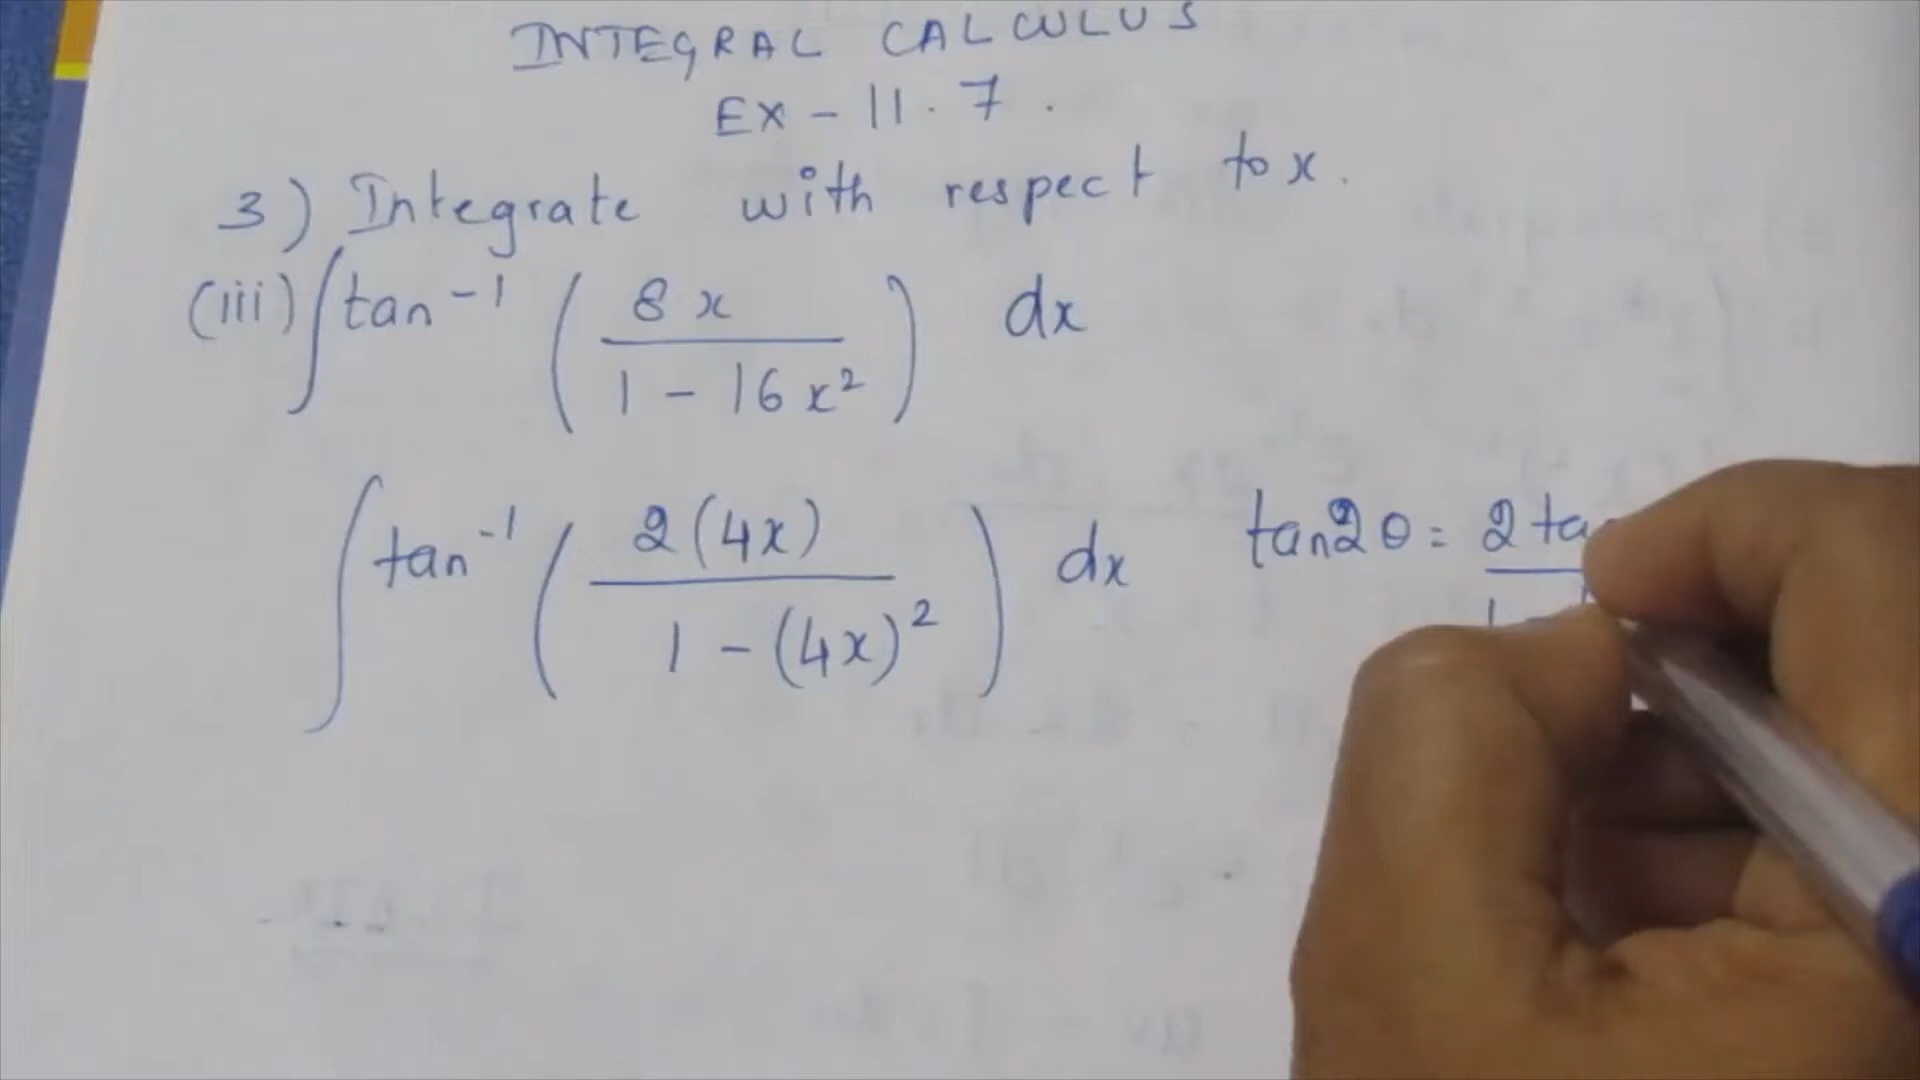 INTEGRAL CALCULUS
EX - 11.7.
3) Integrate with respect to x.
(iii) ∫ tan⁻¹ (8x / 1 - 16x²) dx
∫ tan⁻¹ (2(4x) / 1 - (4x)²) dx tan2θ = 2